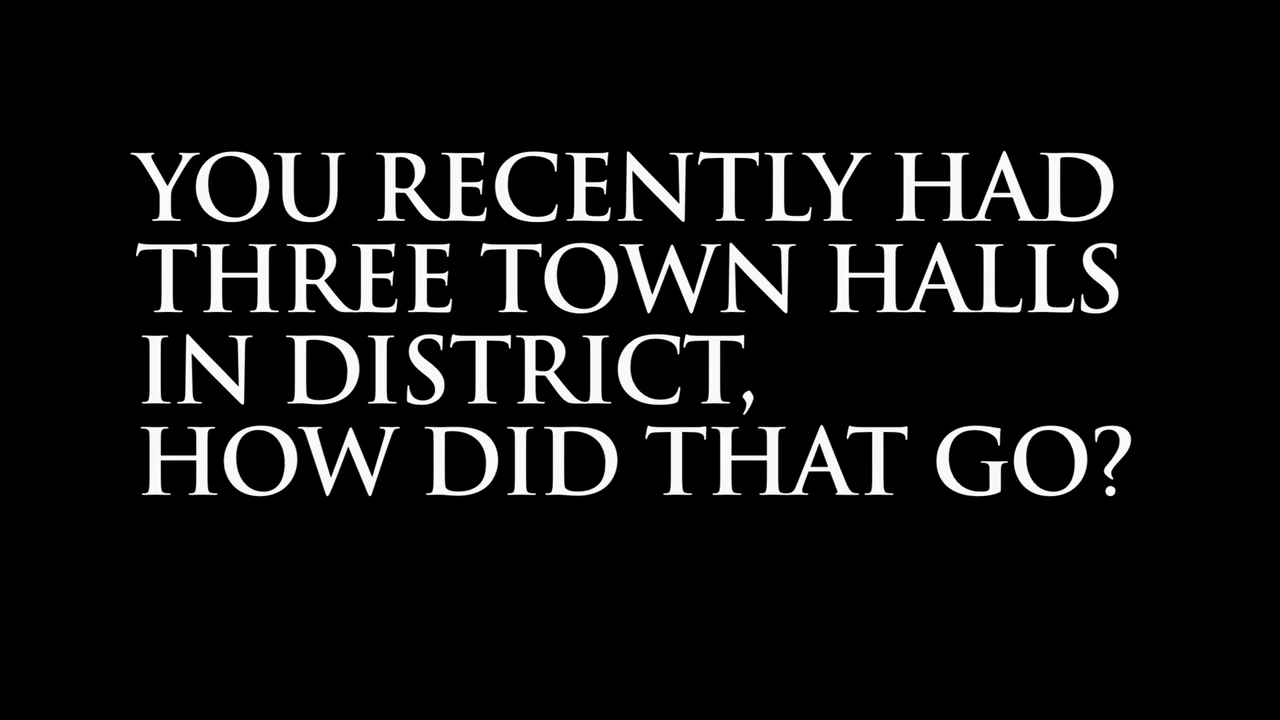 YOU RECENTLY HAD
THREE TOWN HALLS
IN DISTRICT,
HOW DID THAT GO?